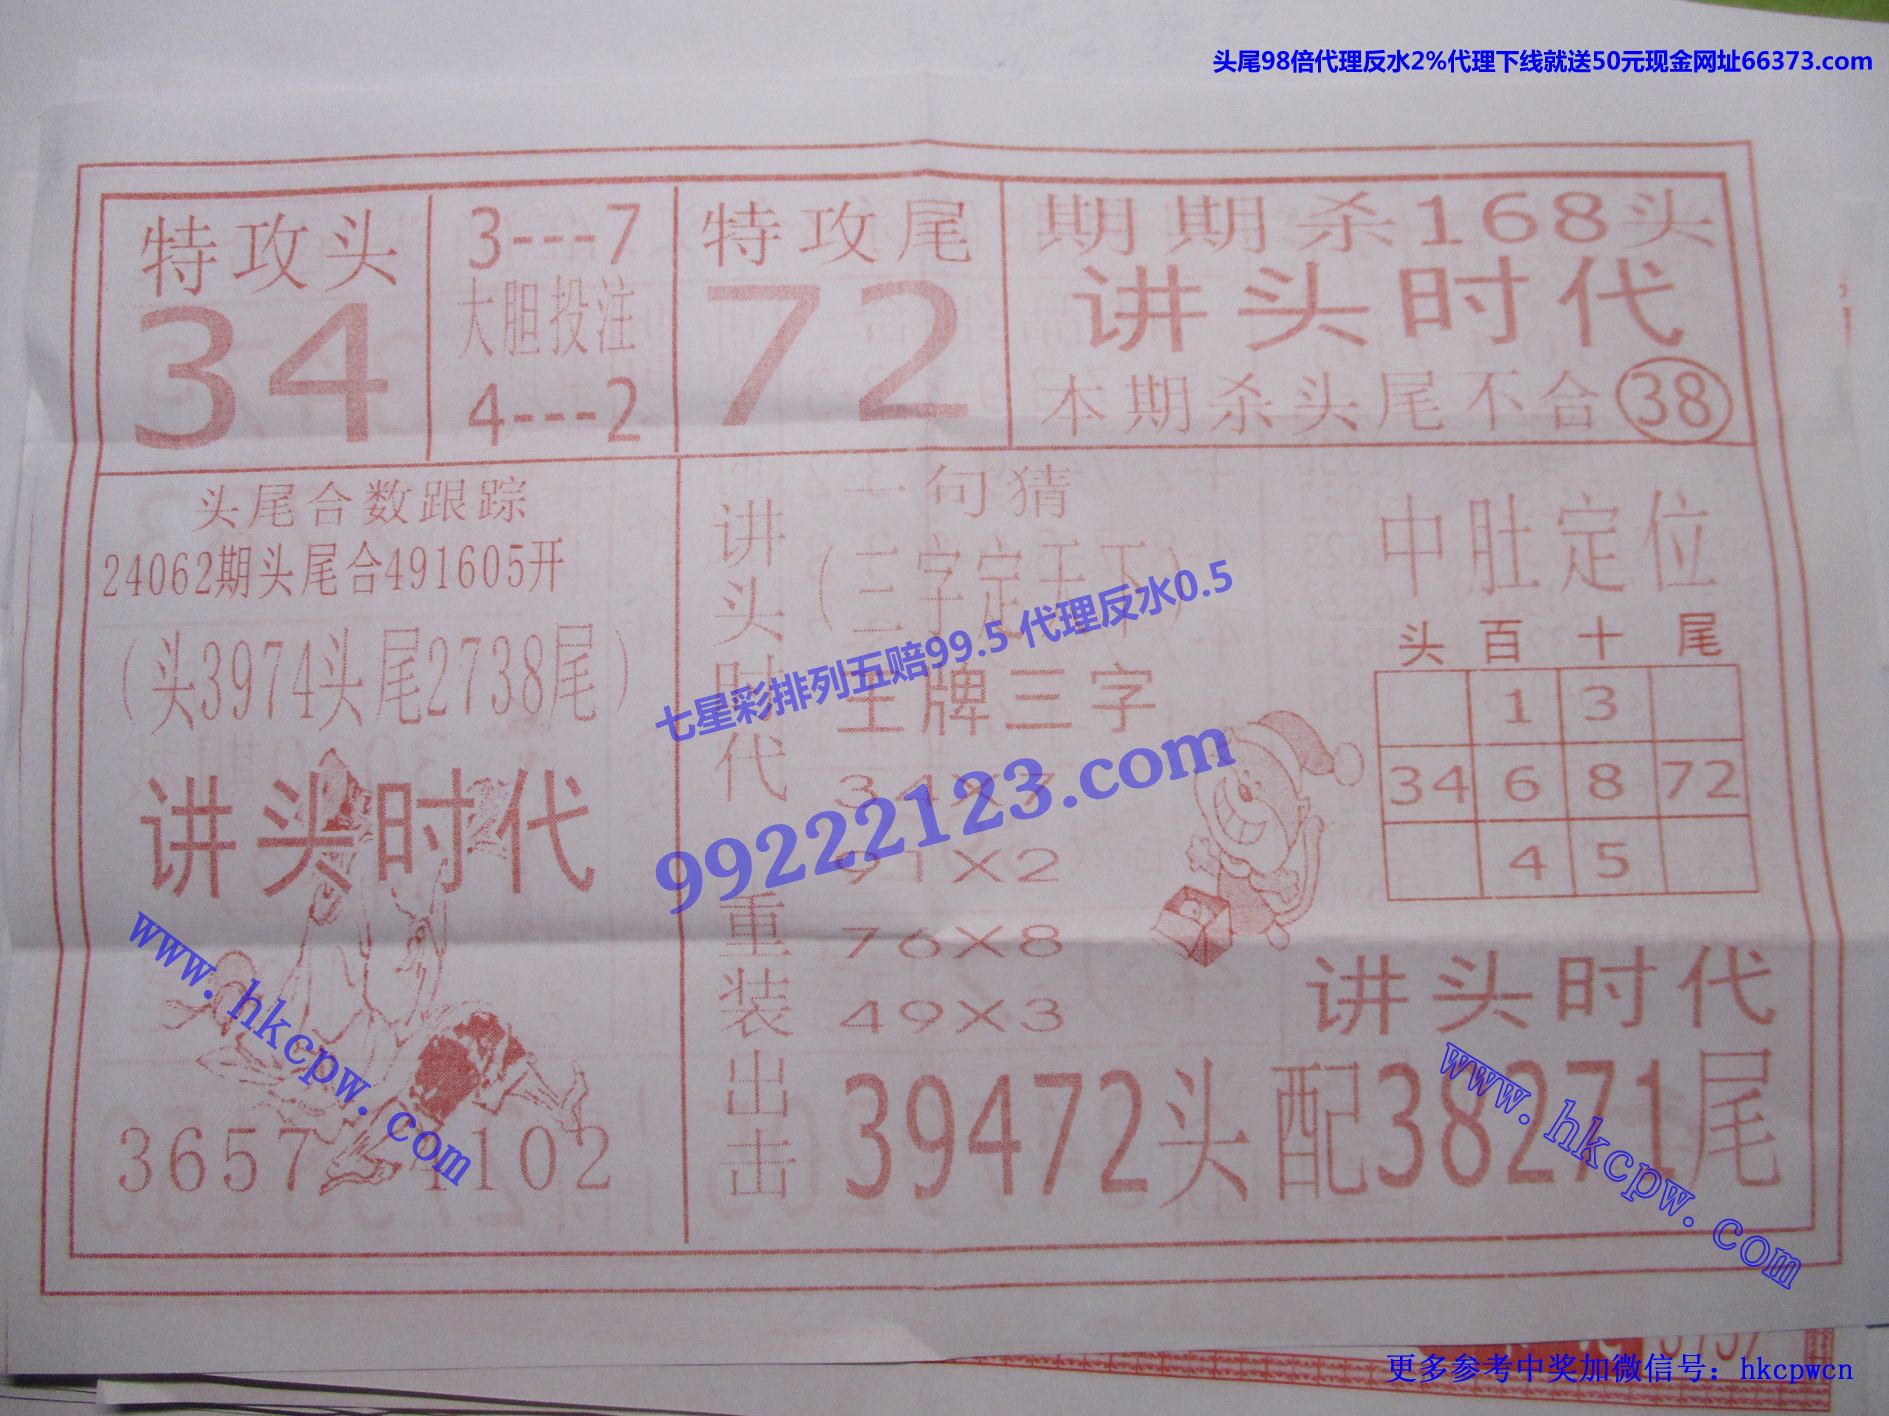 头尾98倍代理反水2%代理下线就送50元现金网址66373.com
特攻头
34
3---7
大胆投注
4---2
特攻尾
72
期期杀168头
讲头时代
本期杀头尾不合38
头尾合数跟踪
24062期头尾合491605开
(头3974头尾2738尾)
讲头时代
3657
4102
讲头时代
重装出击
一句猜
(三字定天下)
王牌三字
34X7
91X2
76X8
49X3
中肚定位
头 百 十 尾
1 3
34 6 8 72
4 5
讲头时代
39472头配38271尾
七星彩排列五赔99.5 代理反水0.5
99222123.com
www.hkcpw.com
www.hkcpw.com
更多参考中奖加微信号：hkcpwcn